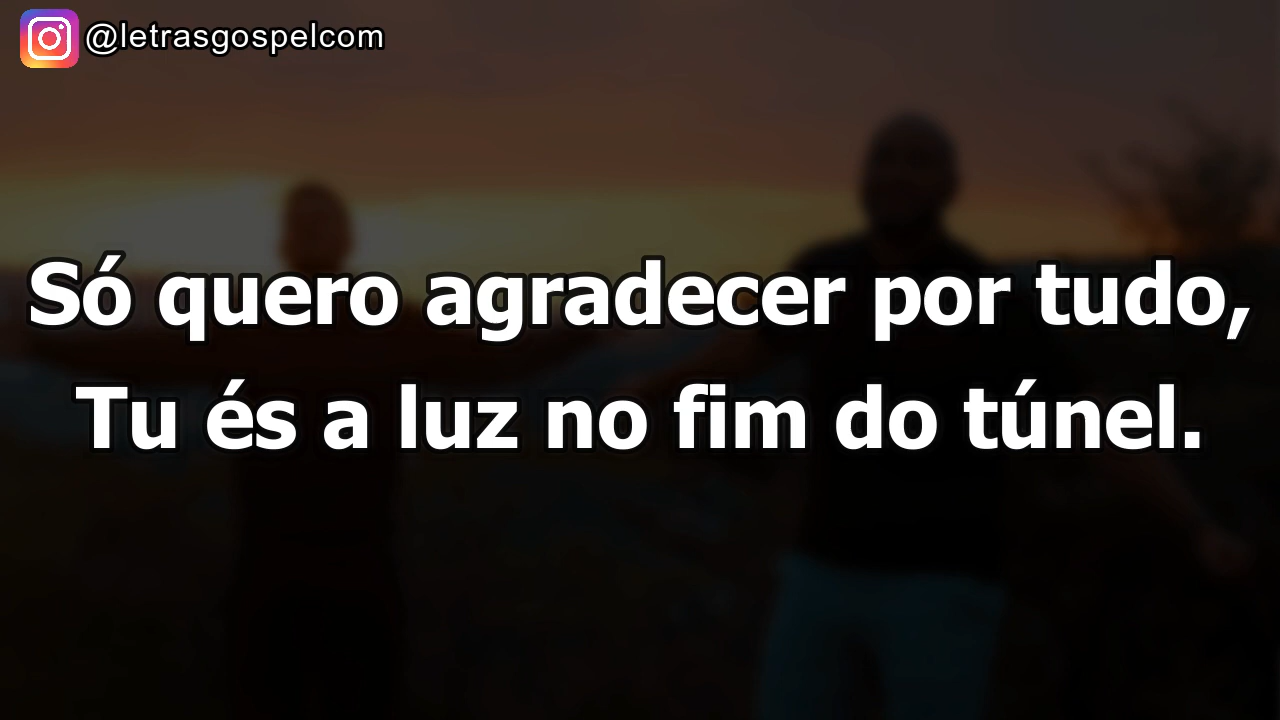 @letrasgospelcom
Só quero agradecer por tudo,
Tu és a luz no fim do túnel.